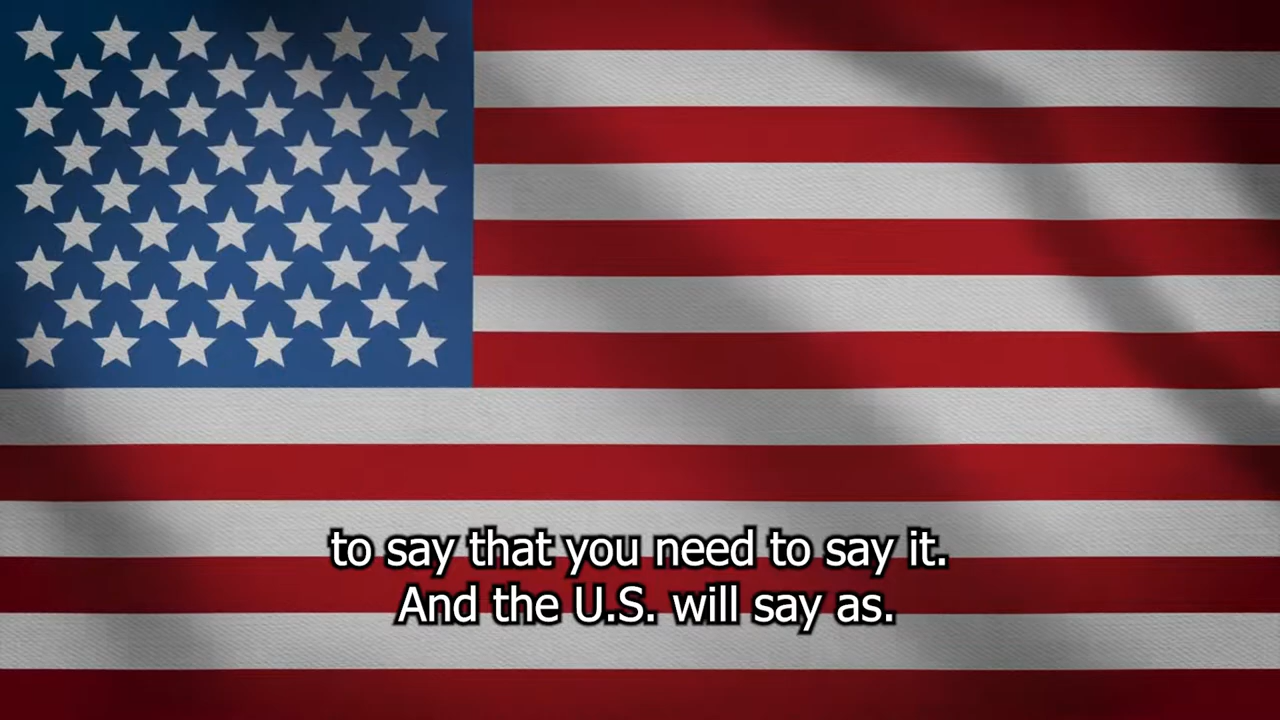 to say that you need to say it.
And the U.S. will say as.